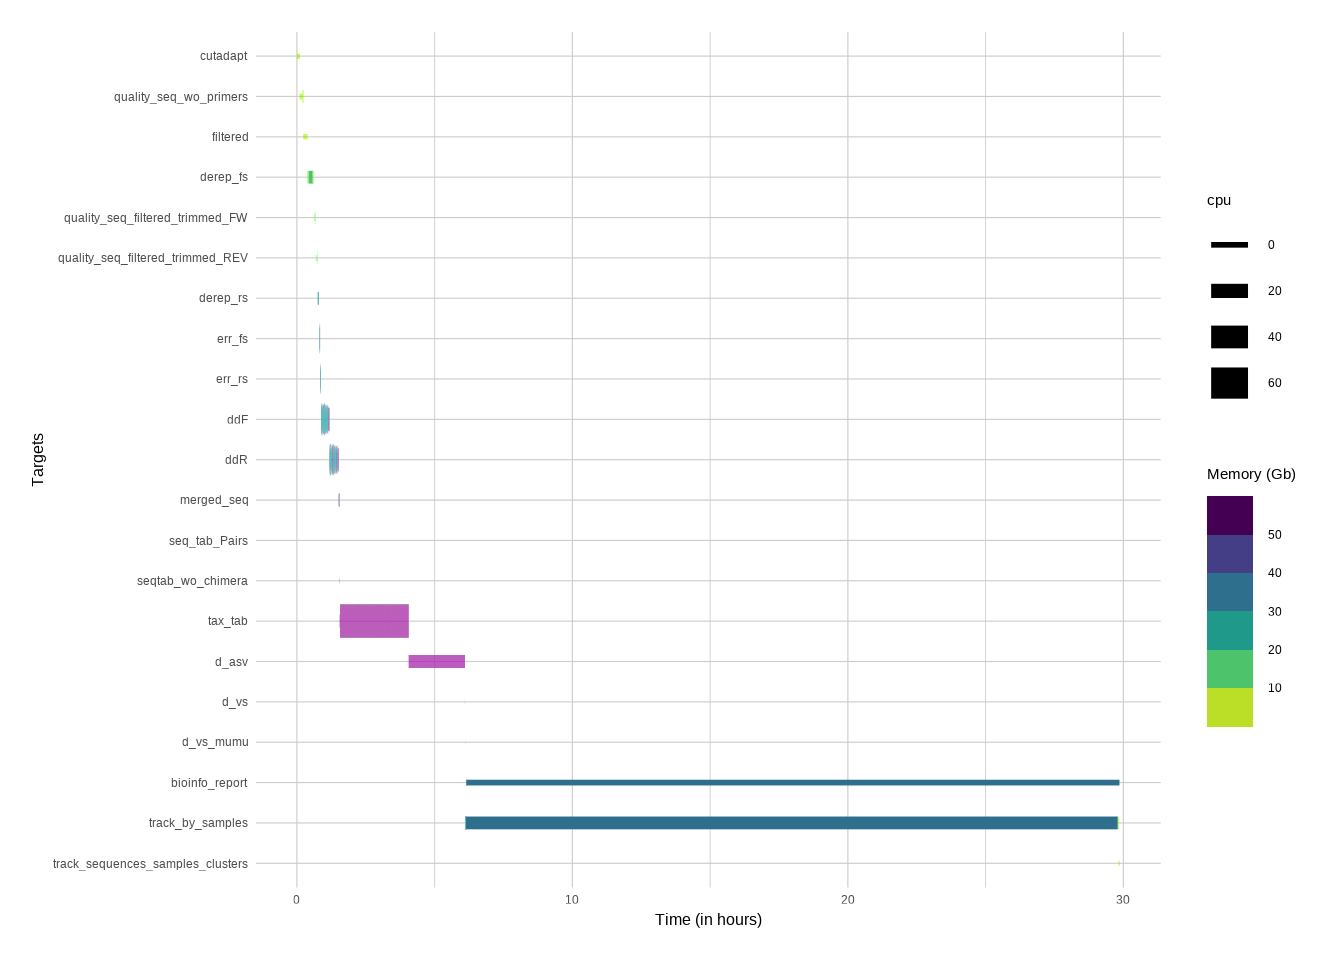 cutadapt
quality_seq_wo_primers
filtered
derep_fs
quality_seq_filtered_trimmed_FW
quality_seq_filtered_trimmed_REV
derep_rs
err_fs
err_rs
ddF
ddR
merged_seq
seq_tab_Pairs
seqtab_wo_chimera
tax_tab
d_asv
d_vs
d_vs_mumu
bioinfo_report
track_by_samples
track_sequences_samples_clusters
Targets
0
10
20
30
Time (in hours)
cpu
0
20
40
60
Memory (Gb)
50
40
30
20
10